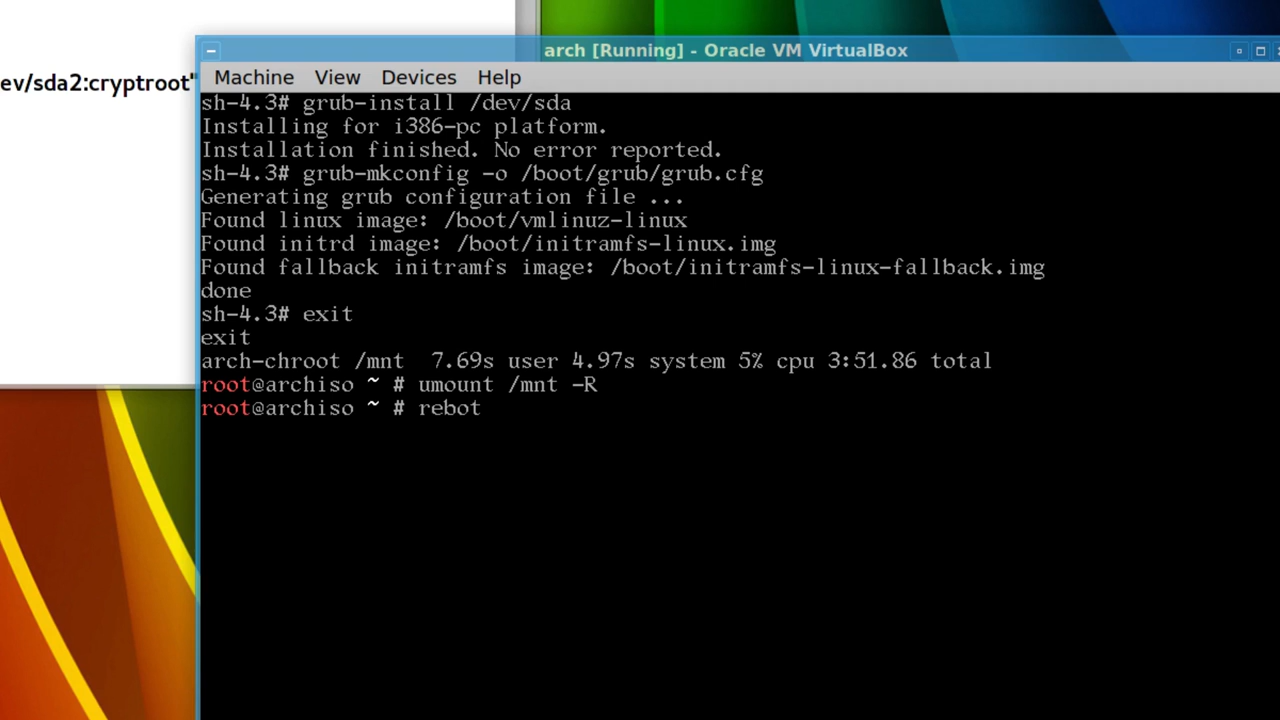 arch [Running] - Oracle VM VirtualBox
Machine View Devices Help
ev/sda2:cryptroot"
sh-4.3# grub-install /dev/sda
Installing for i386-pc platform.
Installation finished. No error reported.
sh-4.3# grub-mkconfig -o /boot/grub/grub.cfg
Generating grub configuration file ...
Found linux image: /boot/vmlinuz-linux
Found initrd image: /boot/initramfs-linux.img
Found fallback initramfs image: /boot/initramfs-linux-fallback.img
done
sh-4.3# exit
exit
arch-chroot /mnt  7.69s user 4.97s system 5% cpu 3:51.86 total
root@archiso ~ # umount /mnt -R
root@archiso ~ # rebot